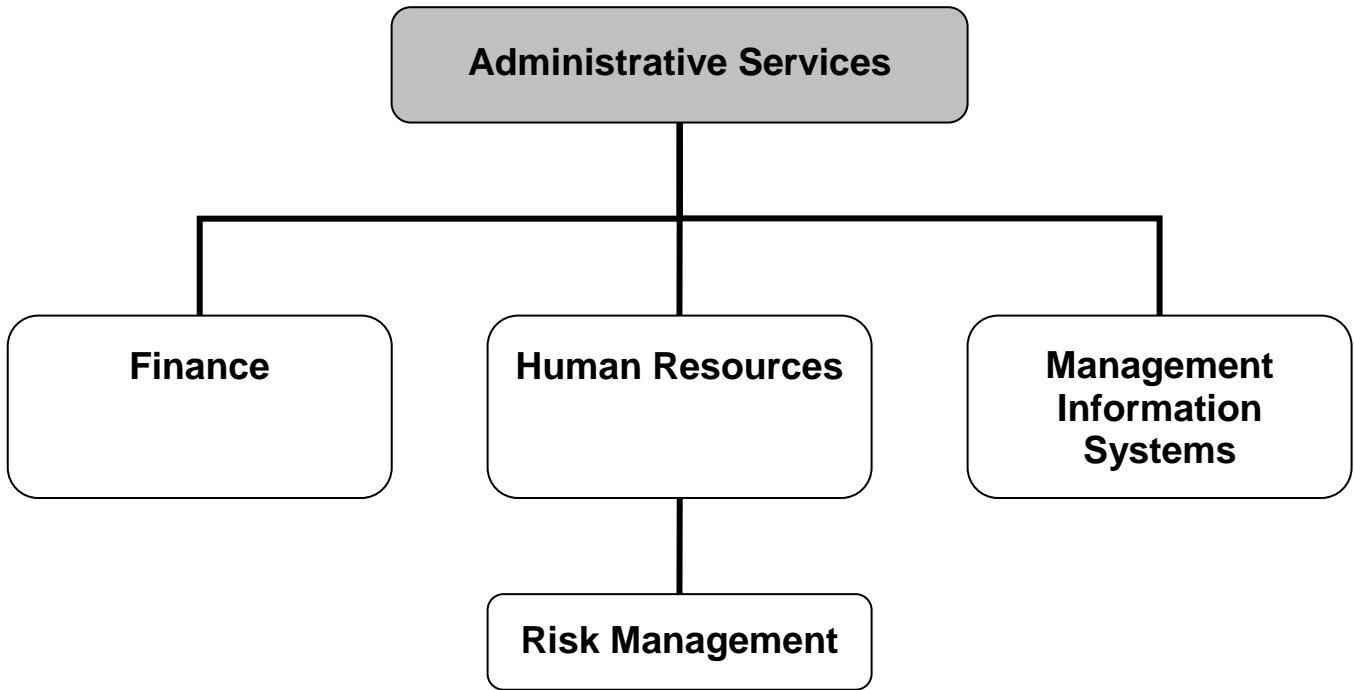 Administrative Services
Finance
Human Resources
Management
Information
Systems
Risk Management